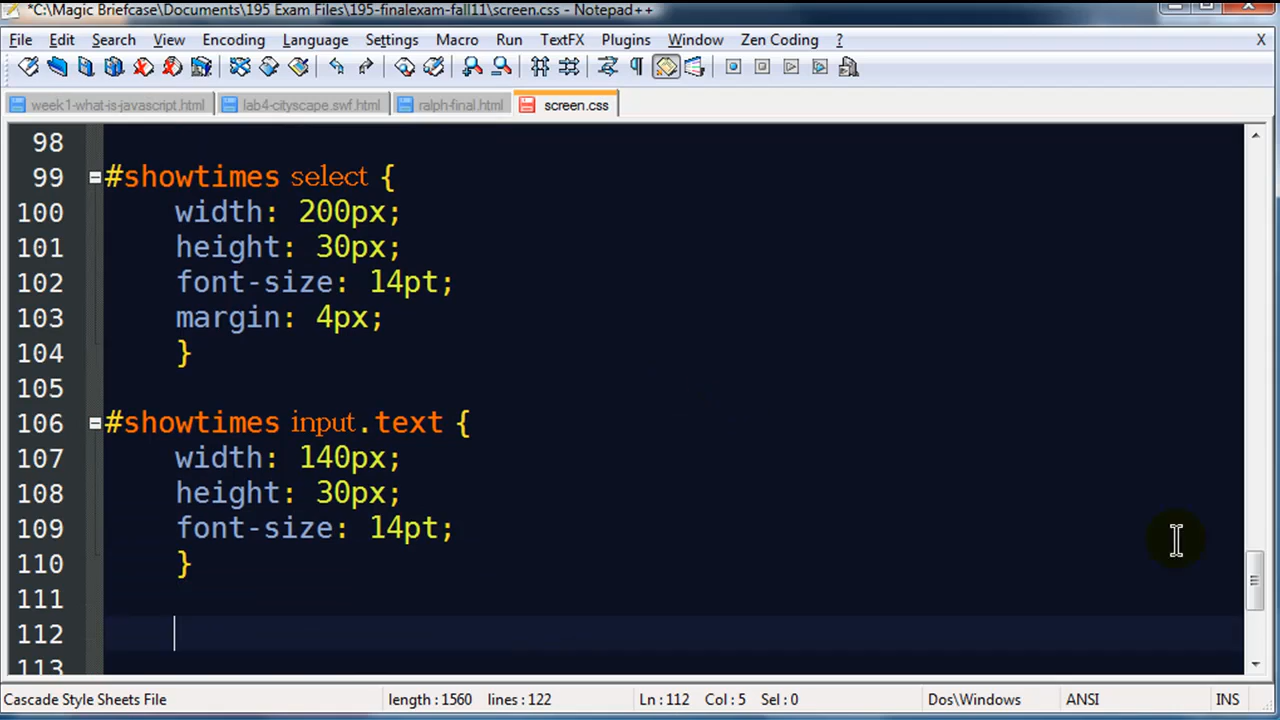 *C:\Magic Briefcase\Documents\195 Exam Files\195-finalexam-fall11\screen.css - Notepad++
File Edit Search View Encoding Language Settings Macro Run TextFX Plugins Window Zen Coding ? X
week1-what-is-javascript.html lab4-cityscape.swf.html ralph-final.html screen.css
98
99 #showtimes select {
100 width: 200px;
101 height: 30px;
102 font-size: 14pt;
103 margin: 4px;
104 }
105
106 #showtimes input.text {
107 width: 140px;
108 height: 30px;
109 font-size: 14pt;
110 }
111
112
113
Cascade Style Sheets File length : 1560 lines : 122 Ln : 112 Col : 5 Sel : 0 Dos\Windows ANSI INS